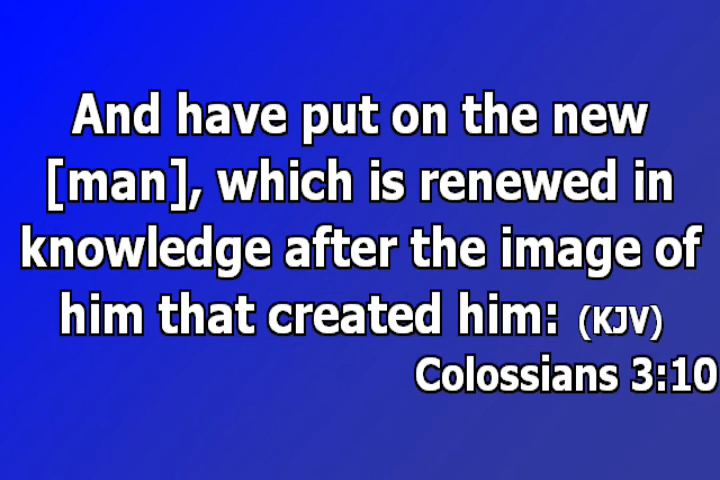 And have put on the new
[man], which is renewed in
knowledge after the image of
him that created him: (KJV)
Colossians 3:10